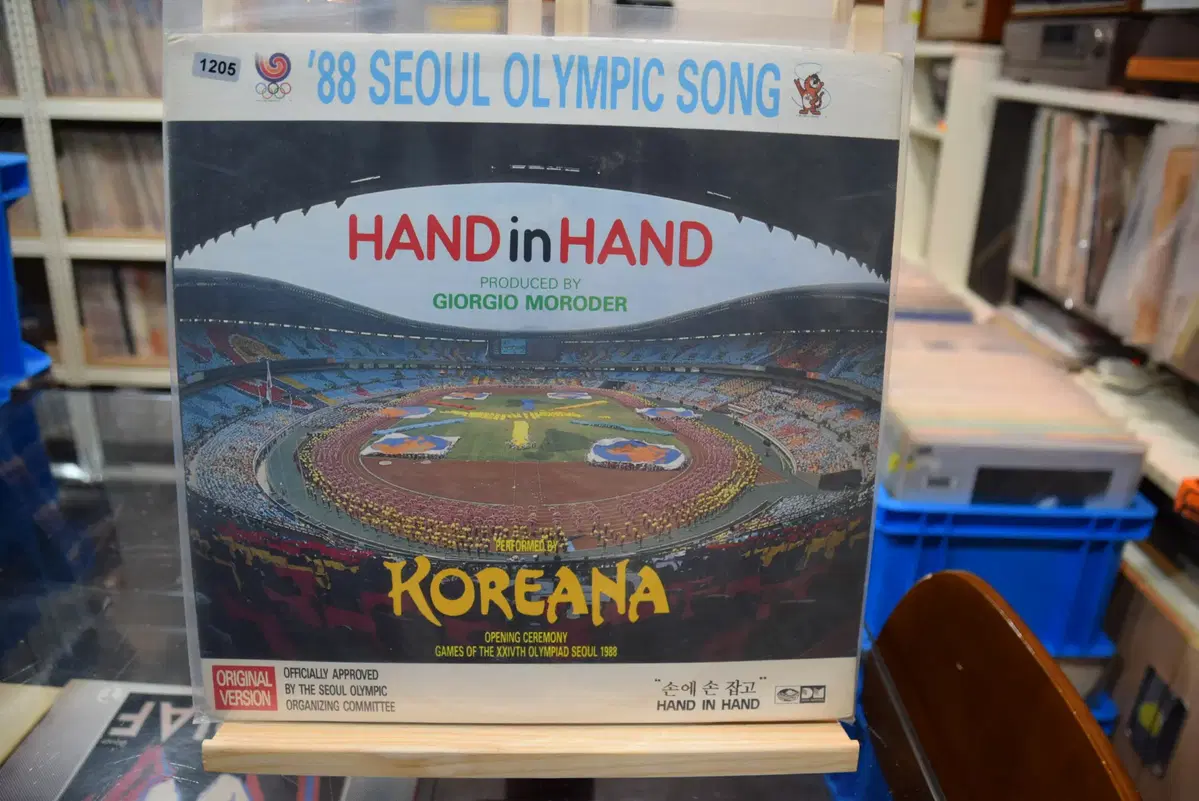 1205
'88 SEOUL OLYMPIC SONG
HAND in HAND
PRODUCED BY
GIORGIO MORODER
PERFORMED BY
KOREANA
OPENING CEREMONY
GAMES OF THE XXIVTH OLYMPIAD SEOUL 1988
ORIGINAL
VERSION
OFFICIALLY APPROVED
BY THE SEOUL OLYMPIC
ORGANIZING COMMITTEE
"손에 손 잡고"
HAND IN HAND